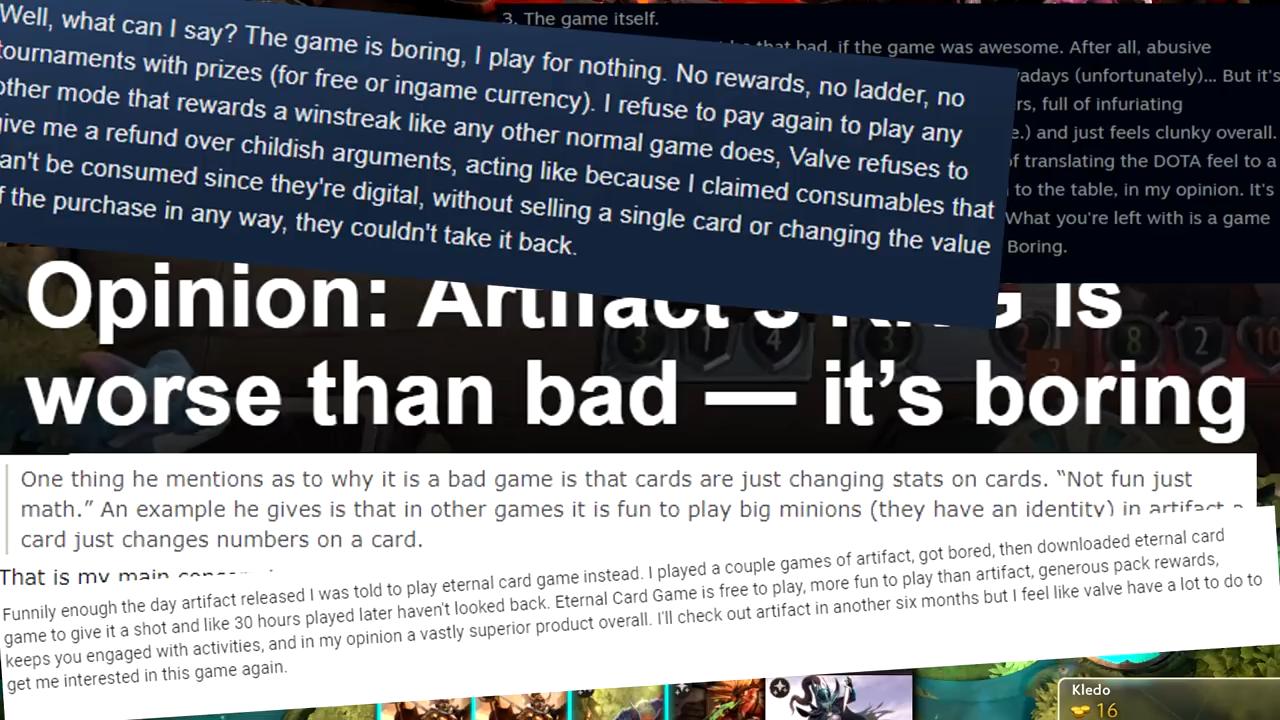 Well, what can I say? The game is boring, I play for nothing. No rewards, no ladder, no
tournaments with prizes (for free or ingame currency). I refuse to pay again to play any
other mode that rewards a winstreak like any other normal game does, Valve refuses to
give me a refund over childish arguments, acting like because I claimed consumables that
can't be consumed since they're digital, without selling a single card or changing the value
of the purchase in any way, they couldn't take it back.
3. The game itself.
that bad, if the game was awesome. After all, abusive
(unfortunately)... But it's
full of infuriating
and just feels clunky overall.
of translating the DOTA feel to a
to the table, in my opinion. It's
What you're left with is a game
Boring.
Opinion: Artifact's RNG is
worse than bad — it's boring
3 1 4 3 2 8 2 10
3
One thing he mentions as to why it is a bad game is that cards are just changing stats on cards. “Not fun just
math.” An example he gives is that in other games it is fun to play big minions (they have an identity) in artifact a
card just changes numbers on a card.
That is my main
Funnily enough the day artifact released I was told to play eternal card game instead. I played a couple games of artifact, got bored, then downloaded eternal card
game to give it a shot and like 30 hours played later haven't looked back. Eternal Card Game is free to play, more fun to play than artifact, generous pack rewards,
keeps you engaged with activities, and in my opinion a vastly superior product overall. I'll check out artifact in another six months but I feel like valve have a lot to do to
get me interested in this game again.
Kledo
16